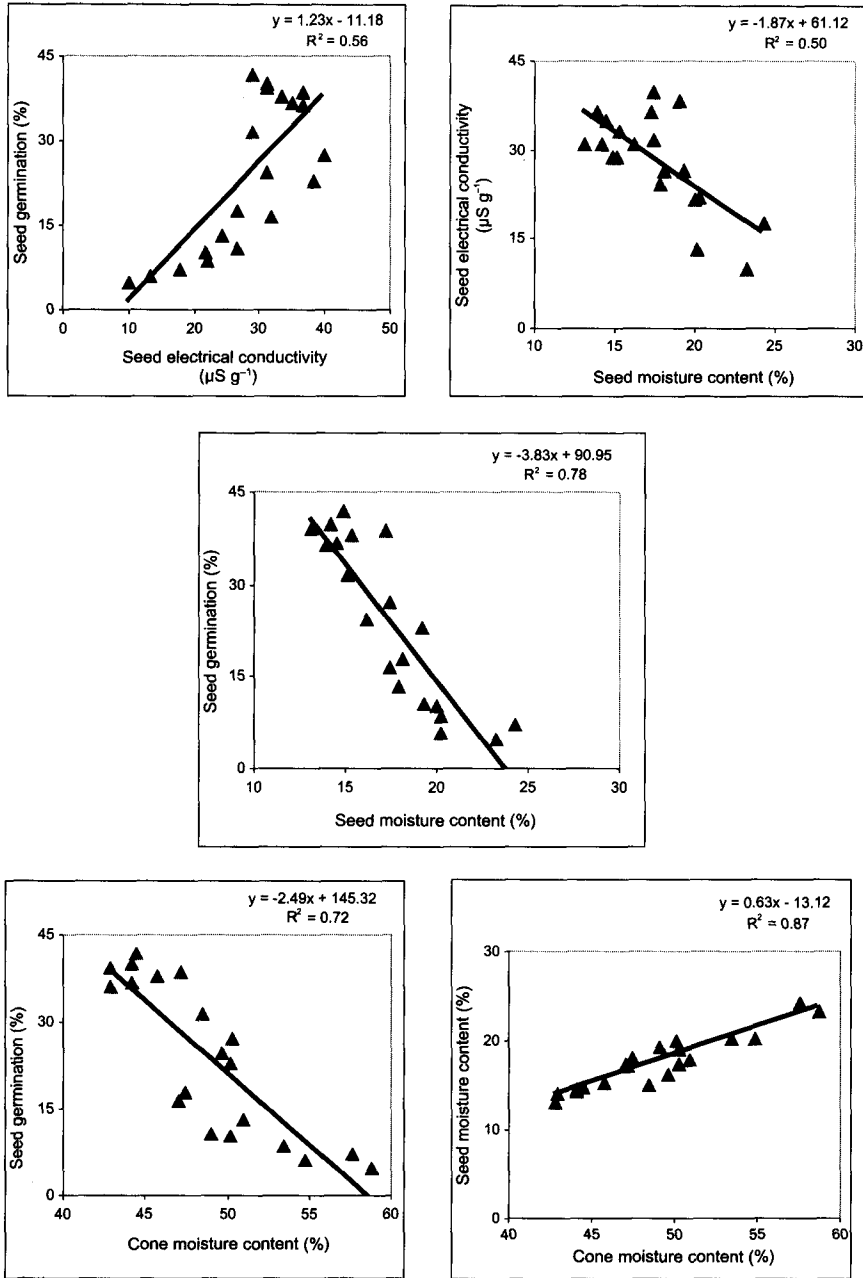 y = 1.23x - 11.18
R² = 0.56
45
30
15
0
Seed germination (%)
0 10 20 30 40 50
Seed electrical conductivity
(µS g⁻¹)
y = -1.87x + 61.12
R² = 0.50
45
30
15
0
Seed electrical conductivity
(µS g⁻¹)
10 15 20 25 30
Seed moisture content (%)
y = -3.83x + 90.95
R² = 0.78
45
30
15
0
Seed germination (%)
10 15 20 25 30
Seed moisture content (%)
y = -2.49x + 145.32
R² = 0.72
45
30
15
0
Seed germination (%)
40 45 50 55 60
Cone moisture content (%)
y = 0.63x - 13.12
R² = 0.87
30
20
10
0
Seed moisture content (%)
40 45 50 55 60
Cone moisture content (%)